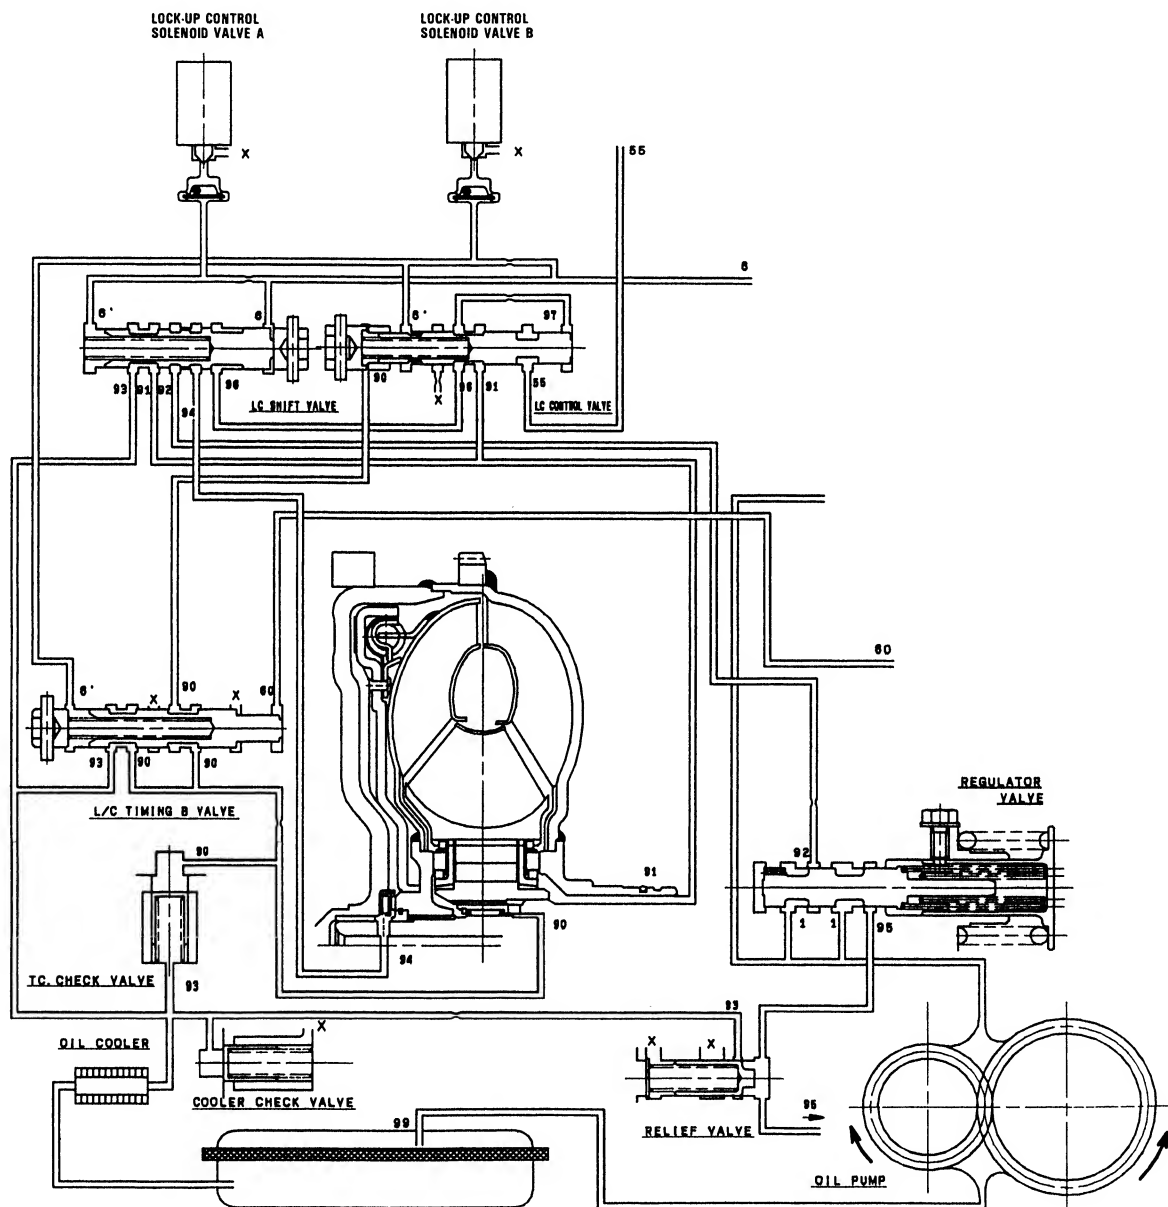 LOCK-UP CONTROL
SOLENOID VALVE A
LOCK-UP CONTROL
SOLENOID VALVE B
X
X
55
6
6'
6
6'
97
93
91
92
94
96
90
X
96
91
55
LC SHIFT VALVE
LC CONTROL VALVE
60
6'
90
X
X
60
93
90
90
L/C TIMING B VALVE
REGULATOR
VALVE
90
92
91
1
1
95
90
94
TC. CHECK VALVE
93
93
X
OIL COOLER
X
X
COOLER CHECK VALVE
99
95
RELIEF VALVE
OIL PUMP